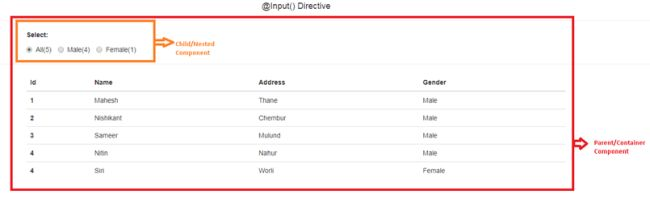 @Input() Directive
Select:
All(5) Male(4) Female(1)
Child/Nested
Component
Id Name Address Gender
1 Mahesh Thane Male
2 Nishikant Chembur Male
3 Sameer Mulund Male
4 Nitin Nahur Male
4 Siri Worli Female
Parent/Container
Component